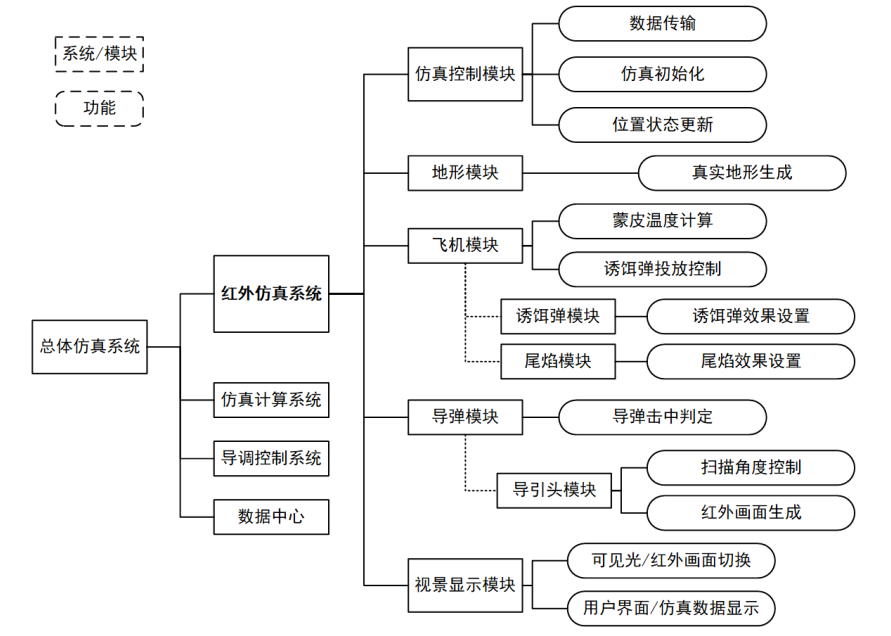 系统/模块
功能
总体仿真系统
红外仿真系统
仿真计算系统
导调控制系统
数据中心
仿真控制模块
数据传输
仿真初始化
位置状态更新
地形模块
真实地形生成
飞机模块
蒙皮温度计算
诱饵弹投放控制
诱饵弹模块
诱饵弹效果设置
尾焰模块
尾焰效果设置
导弹模块
导弹击中判定
导引头模块
扫描角度控制
红外画面生成
视景显示模块
可见光/红外画面切换
用户界面/仿真数据显示